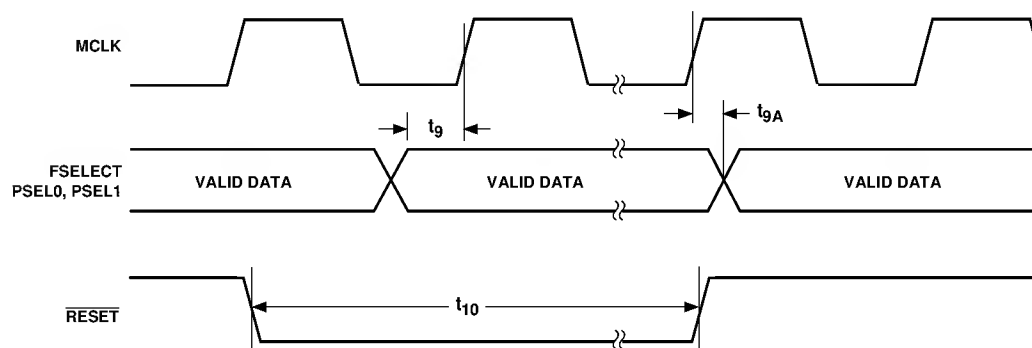 MCLK
t9
t9A
FSELECT
PSEL0, PSEL1
VALID DATA
VALID DATA
VALID DATA
t10
RESET